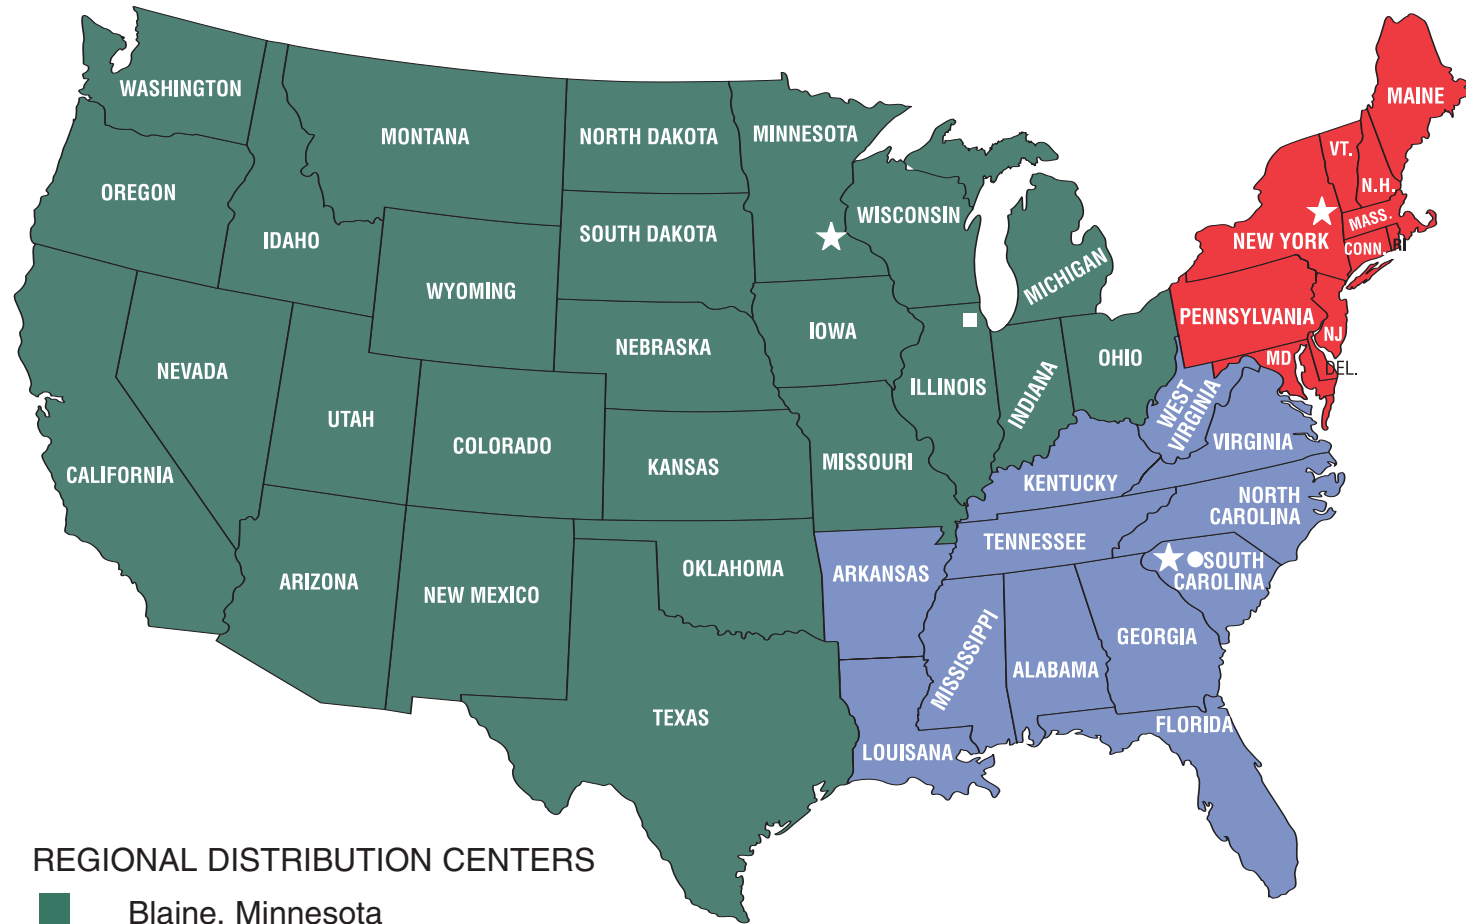 WASHINGTON
MONTANA
NORTH DAKOTA
MINNESOTA
MAINE
VT.
N.H.
OREGON
IDAHO
SOUTH DAKOTA
WISCONSIN
MICHIGAN
NEW YORK
MASS.
CONN.
RI
WYOMING
IOWA
PENNSYLVANIA
NJ
MD
DEL.
NEVADA
UTAH
COLORADO
NEBRASKA
ILLINOIS
INDIANA
OHIO
WEST
VIRGINIA
VIRGINIA
CALIFORNIA
KANSAS
MISSOURI
KENTUCKY
NORTH
CAROLINA
TENNESSEE
SOUTH
CAROLINA
ARIZONA
NEW MEXICO
OKLAHOMA
ARKANSAS
MISSISSIPPI
ALABAMA
GEORGIA
TEXAS
LOUISANA
FLORIDA
REGIONAL DISTRIBUTION CENTERS
Blaine, Minnesota